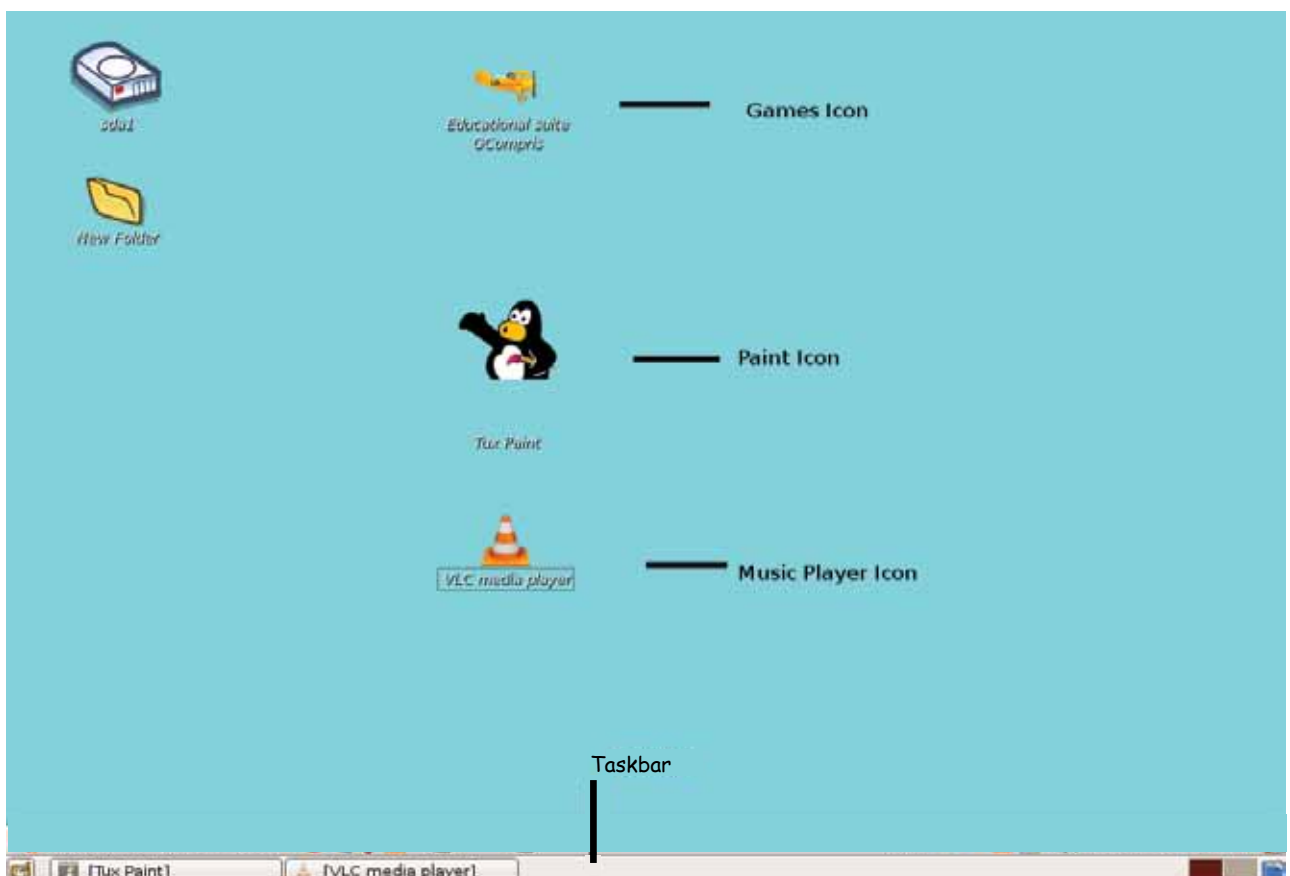 sda1
Educational suite
GCompris
Games Icon
New Folder
Paint Icon
Tux Paint
VLC media player
Music Player Icon
Taskbar
[Tux Paint]
[VLC media player]